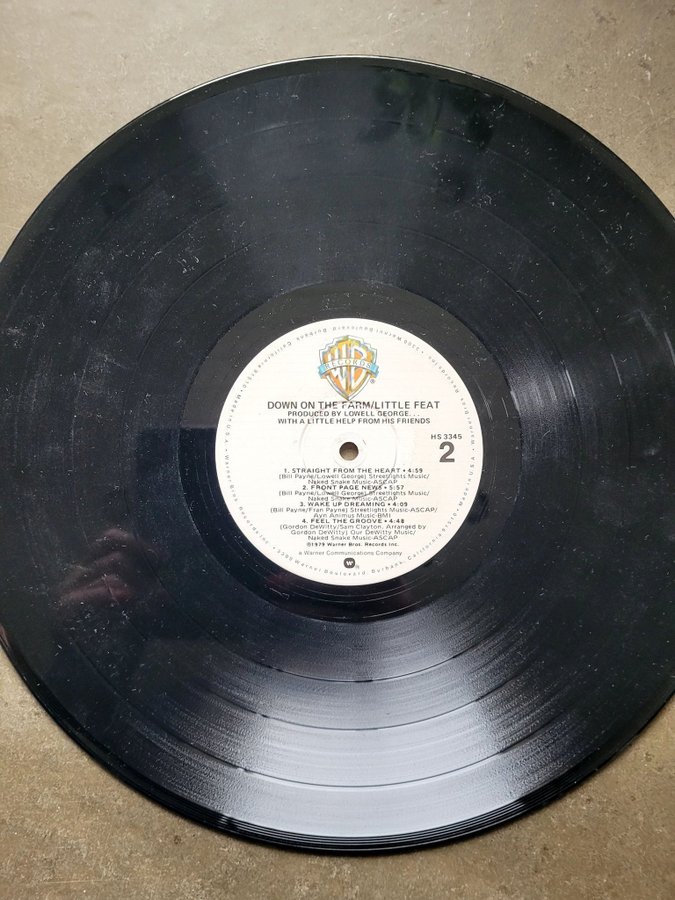 WB
RECORDS
®
DOWN ON THE FARM/LITTLE FEAT
PRODUCED BY LOWELL GEORGE...
WITH A LITTLE HELP FROM HIS FRIENDS
HS 3345
2
1. STRAIGHT FROM THE HEART • 4:59
(Bill Payne/Lowell George) Streetlights Music/
Naked Snake Music-ASCAP
2. FRONT PAGE NEWS • 5:57
(Bill Payne/Lowell George) Streetlights Music/
Naked Snake Music-ASCAP
3. WAKE UP DREAMING • 4:09
(Bill Payne/Fran Payne) Streetlights Music-ASCAP/
Ayn Animus Music-BMI
4. FEEL THE GROOVE • 4:48
(Gordon DeWitty/Sam Clayton, Arranged by
Gordon DeWitty) Our DeWitty Music/
Naked Snake Music-ASCAP
℗1979 Warner Bros. Records Inc.
a Warner Communications Company
®